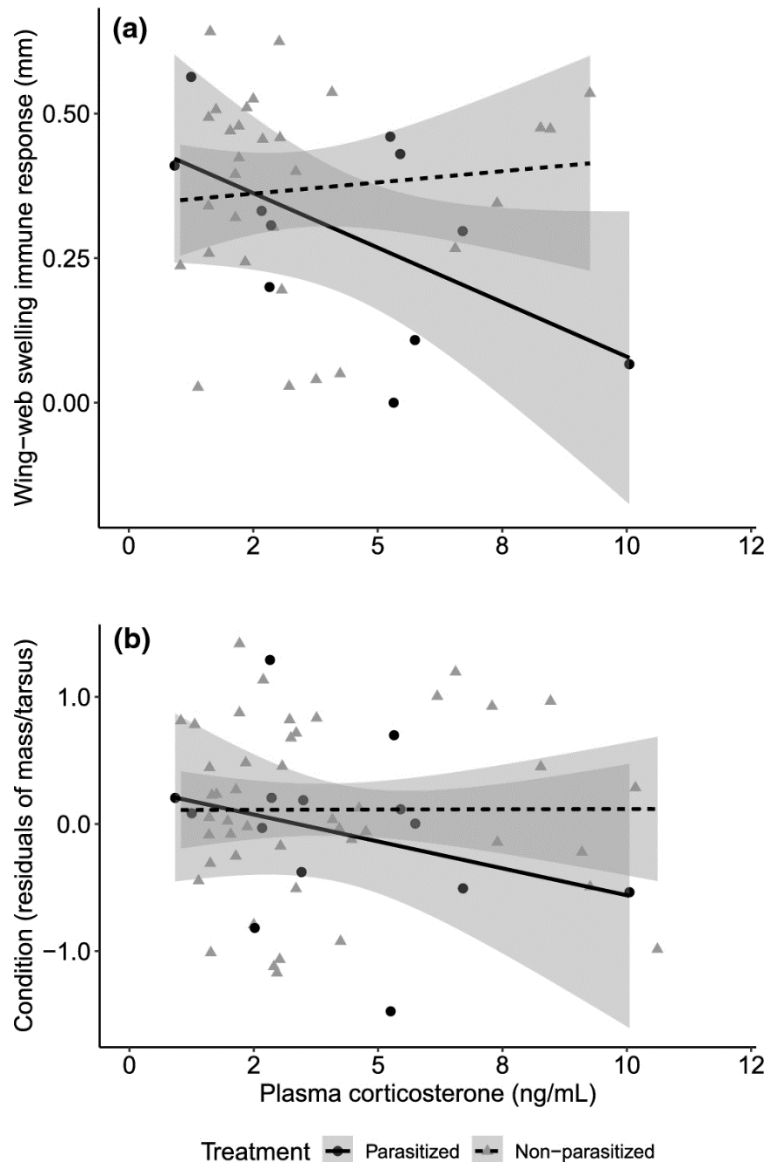 (a)
Wing-web swelling immune response (mm)
0.50
0.25
0.00
0 2 5 8 10 12
(b)
Condition (residuals of mass/tarsus)
1.0
0.0
−1.0
0 2 5 8 10 12
Plasma corticosterone (ng/mL)
Treatment Parasitized Non-parasitized